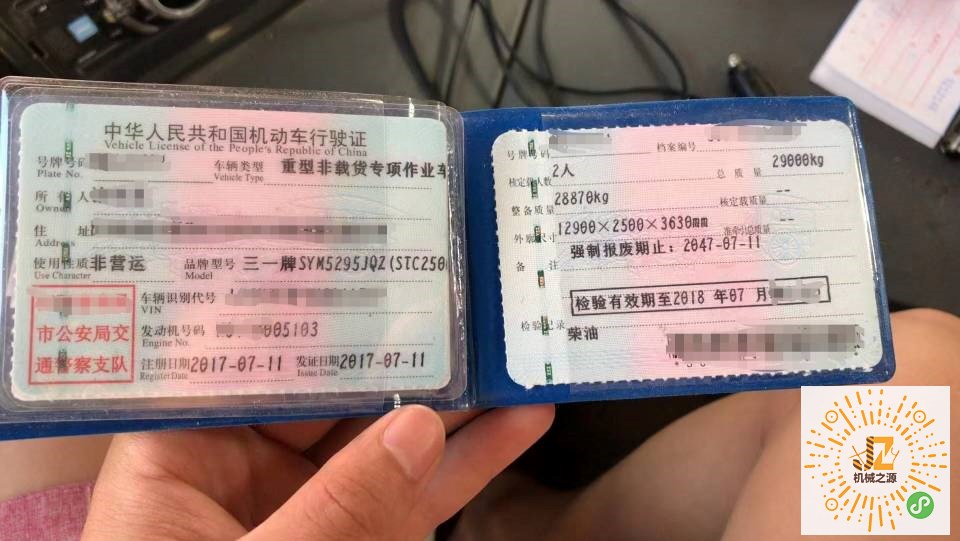 中华人民共和国机动车行驶证
Vehicle License of the People's Republic of China
号牌号码
Plate No.
车辆类型 重型非载货专项作业车
Vehicle Type
所有人
Owner
住址
Address
使用性质 非营运
Use Character
品牌型号 三一牌SYM5295JQZ(STC250
Model
车辆识别代号
VIN
发动机号码 005103
Engine No.
注册日期 2017-07-11
Register Date
发证日期 2017-07-11
Issue Date
市公安局交
通警察支队
号牌号码
档案编号
核定载人数 2人
总质量 29000kg
整备质量 28870kg
核定载质量 --
外廓尺寸 12900×2500×3630mm
准牵引总质量 --
备注 强制报废期止：2047-07-11
检验有效期至2018 年07 月
检验记录
柴油
机械之源